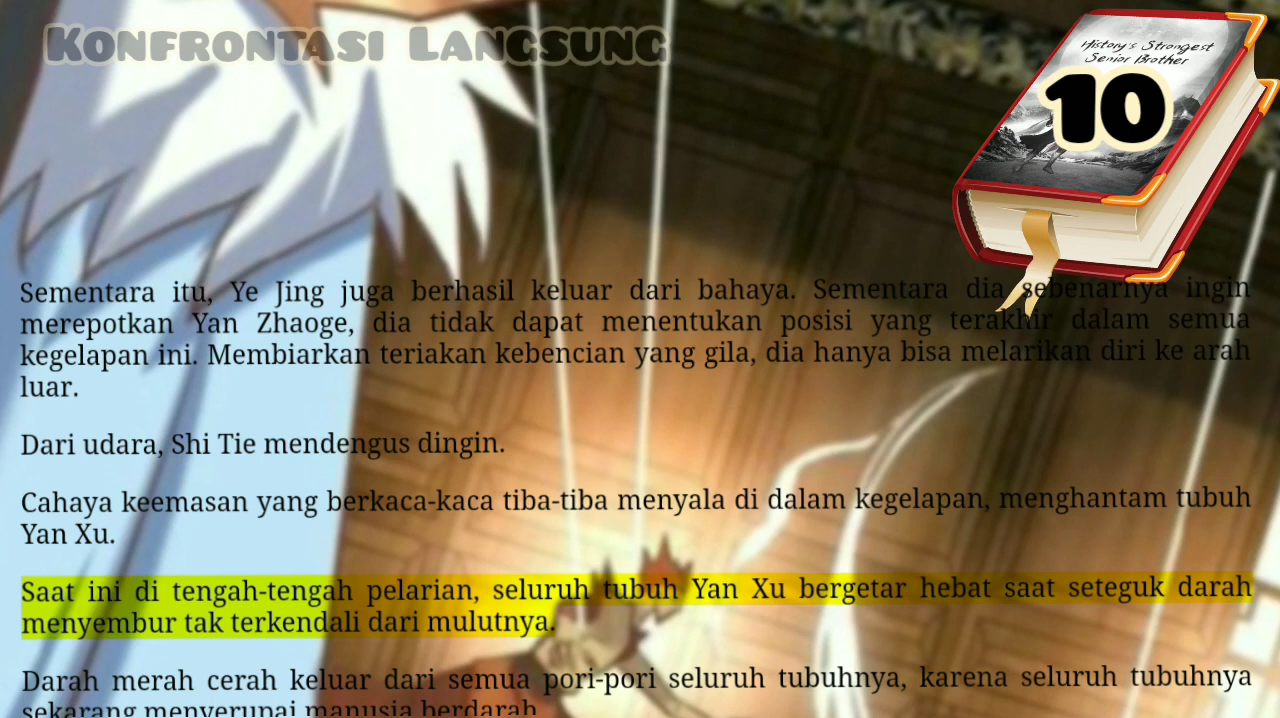 Konfrontasi Langsung
History's Strongest
Senior Brother
10
Sementara itu, Ye Jing juga berhasil keluar dari bahaya. Sementara dia sebenarnya ingin
merepotkan Yan Zhaoge, dia tidak dapat menentukan posisi yang terakhir dalam semua
kegelapan ini. Membiarkan teriakan kebencian yang gila, dia hanya bisa melarikan diri ke arah
luar.
Dari udara, Shi Tie mendengus dingin.
Cahaya keemasan yang berkaca-kaca tiba-tiba menyala di dalam kegelapan, menghantam tubuh
Yan Xu.
Saat ini di tengah-tengah pelarian, seluruh tubuh Yan Xu bergetar hebat saat seteguk darah
menyembur tak terkendali dari mulutnya.
Darah merah cerah keluar dari semua pori-pori seluruh tubuhnya, karena seluruh tubuhnya
sekarang menyerupai manusia berdarah